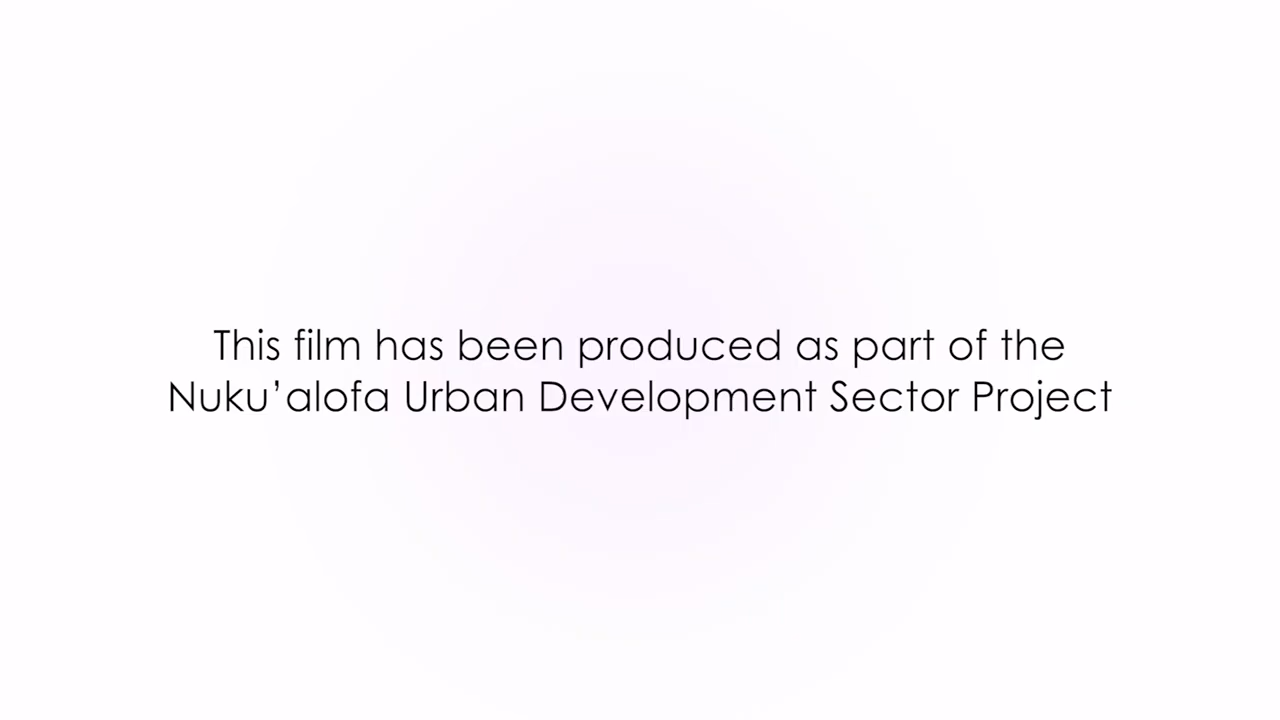 This film has been produced as part of the
Nuku’alofa Urban Development Sector Project